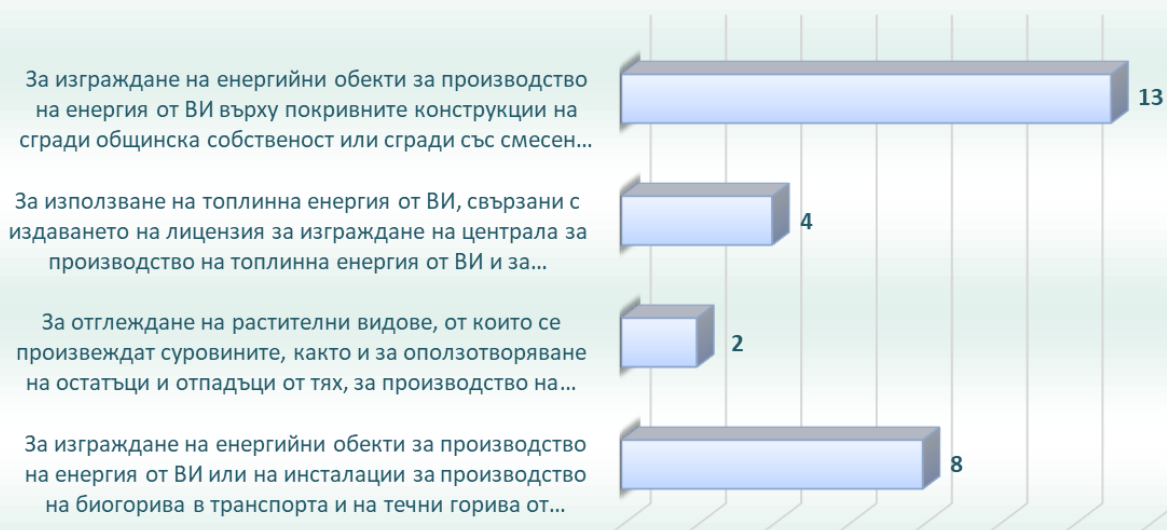 За изграждане на енергийни обекти за производство
на енергия от ВИ върху покривните конструкции на
сгради общинска собственост или сгради със смесен...
13
За използване на топлинна енергия от ВИ, свързани с
издаването на лицензия за изграждане на централа за
производство на топлинна енергия от ВИ и за...
4
За отглеждане на растителни видове, от които се
произвеждат суровините, както и за оползотворяване
на остатъци и отпадъци от тях, за производство на...
2
За изграждане на енергийни обекти за производство
на енергия от ВИ или на инсталации за производство
на биогорива в транспорта и на течни горива от...
8